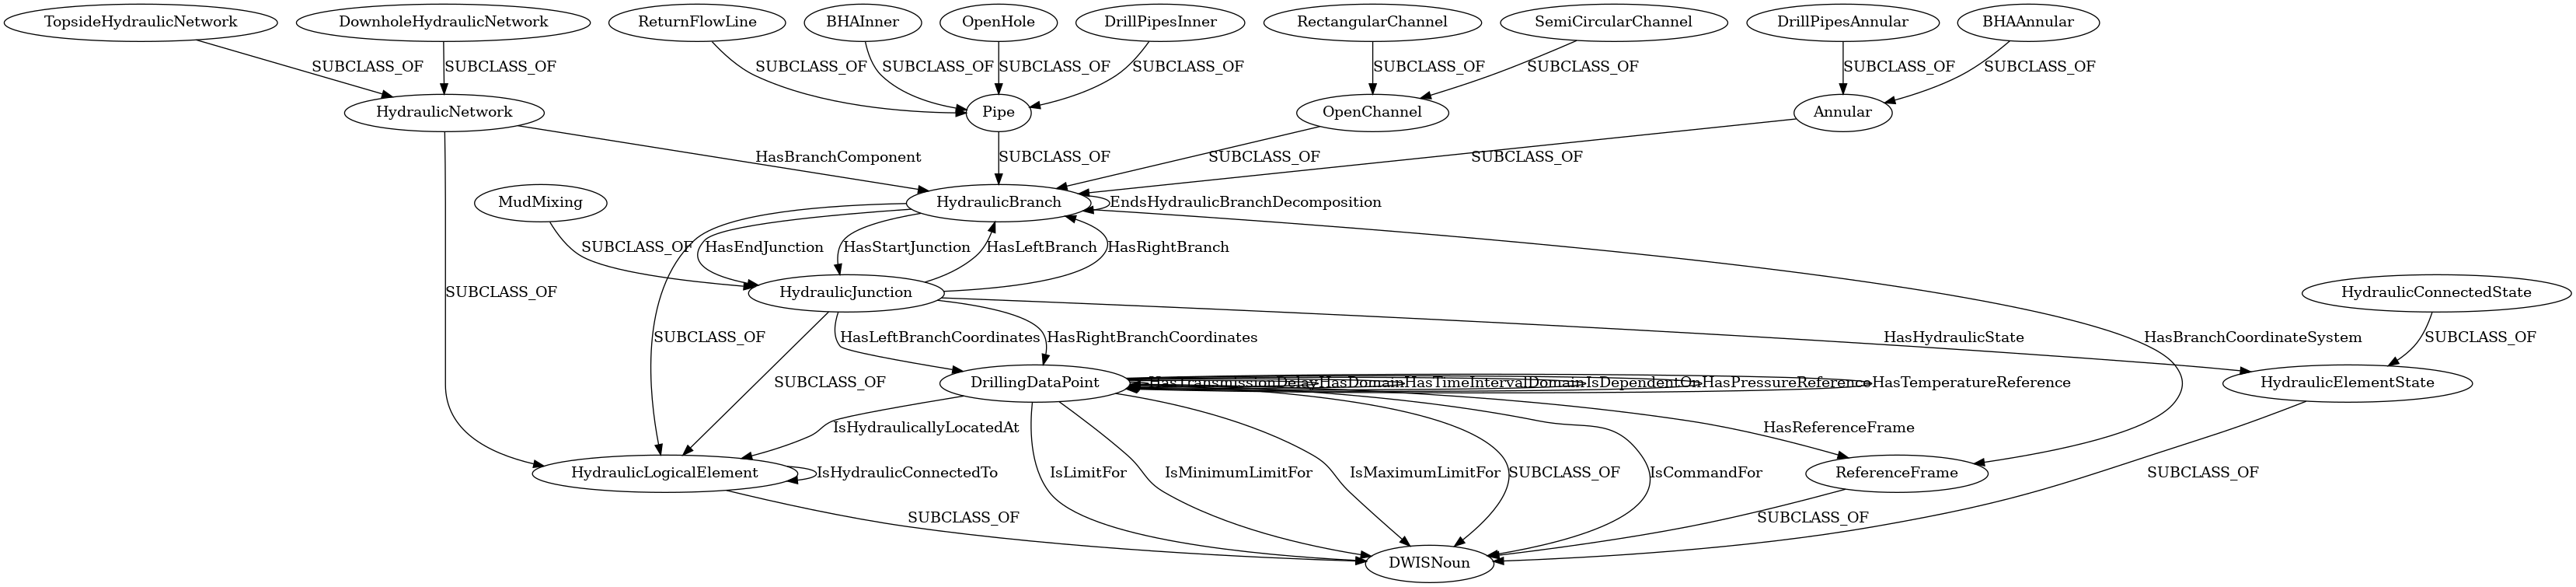 TopsideHydraulicNetwork
DownholeHydraulicNetwork
ReturnFlowLine
BHAInner
OpenHole
DrillPipesInner
RectangularChannel
SemiCircularChannel
DrillPipesAnnular
BHAAnnular
SUBCLASS_OF
SUBCLASS_OF
SUBCLASS_OF
SUBCLASS_OF
SUBCLASS_OF
SUBCLASS_OF
SUBCLASS_OF
SUBCLASS_OF
SUBCLASS_OF
SUBCLASS_OF
HydraulicNetwork
Pipe
OpenChannel
Annular
HasBranchComponent
SUBCLASS_OF
SUBCLASS_OF
SUBCLASS_OF
MudMixing
HydraulicBranch
EndsHydraulicBranchDecomposition
SUBCLASS_OF
HasEndJunction
HasStartJunction
HasLeftBranch
HasRightBranch
SUBCLASS_OF
HydraulicJunction
HydraulicConnectedState
SUBCLASS_OF
HasLeftBranchCoordinates
HasRightBranchCoordinates
HasHydraulicState
HasBranchCoordinateSystem
SUBCLASS_OF
SUBCLASS_OF
DrillingDataPoint
HasTransmissionDelay
HasDomain
HasTimeIntervalDomain
IsDependentOn
HasPressureReference
HasTemperatureReference
HydraulicElementState
IsHydraulicallyLocatedAt
HasReferenceFrame
HydraulicLogicalElement
IsHydraulicConnectedTo
IsLimitFor
IsMinimumLimitFor
IsMaximumLimitFor
SUBCLASS_OF
IsCommandFor
ReferenceFrame
SUBCLASS_OF
SUBCLASS_OF
SUBCLASS_OF
DWISNoun